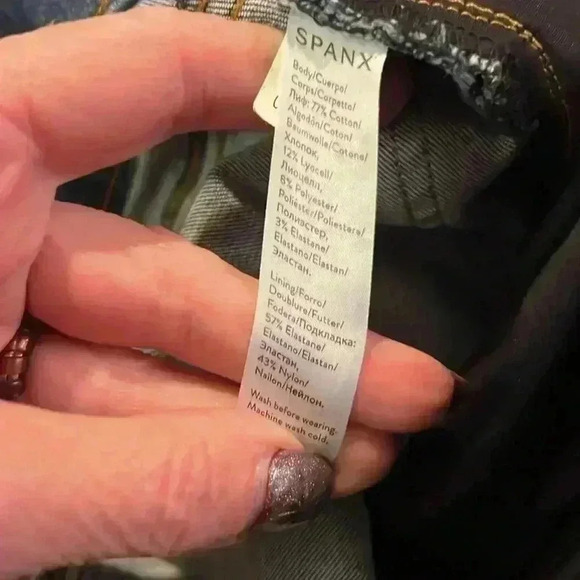 SPANX
Body/Cuerpo/
Corps/Corpetto/
Лиф: 77% Cotton/
Algodón/Coton/
Baumwolle/Cotone/
Хлопок,
12% Lyocell/
Лиоцелл,
8% Polyester/
Poliéster/Poliestere/
Полиэстер,
3% Elastane/
Elastano/Elastan/
Эластан.
Lining/Forro/
Doublure/Futter/
Fodera/Подкладка:
57% Elastane/
Elastano/Elastan/
Эластан,
43% Nylon/
Nailon/Нейлон.
Wash before wearing.
Machine wash cold,